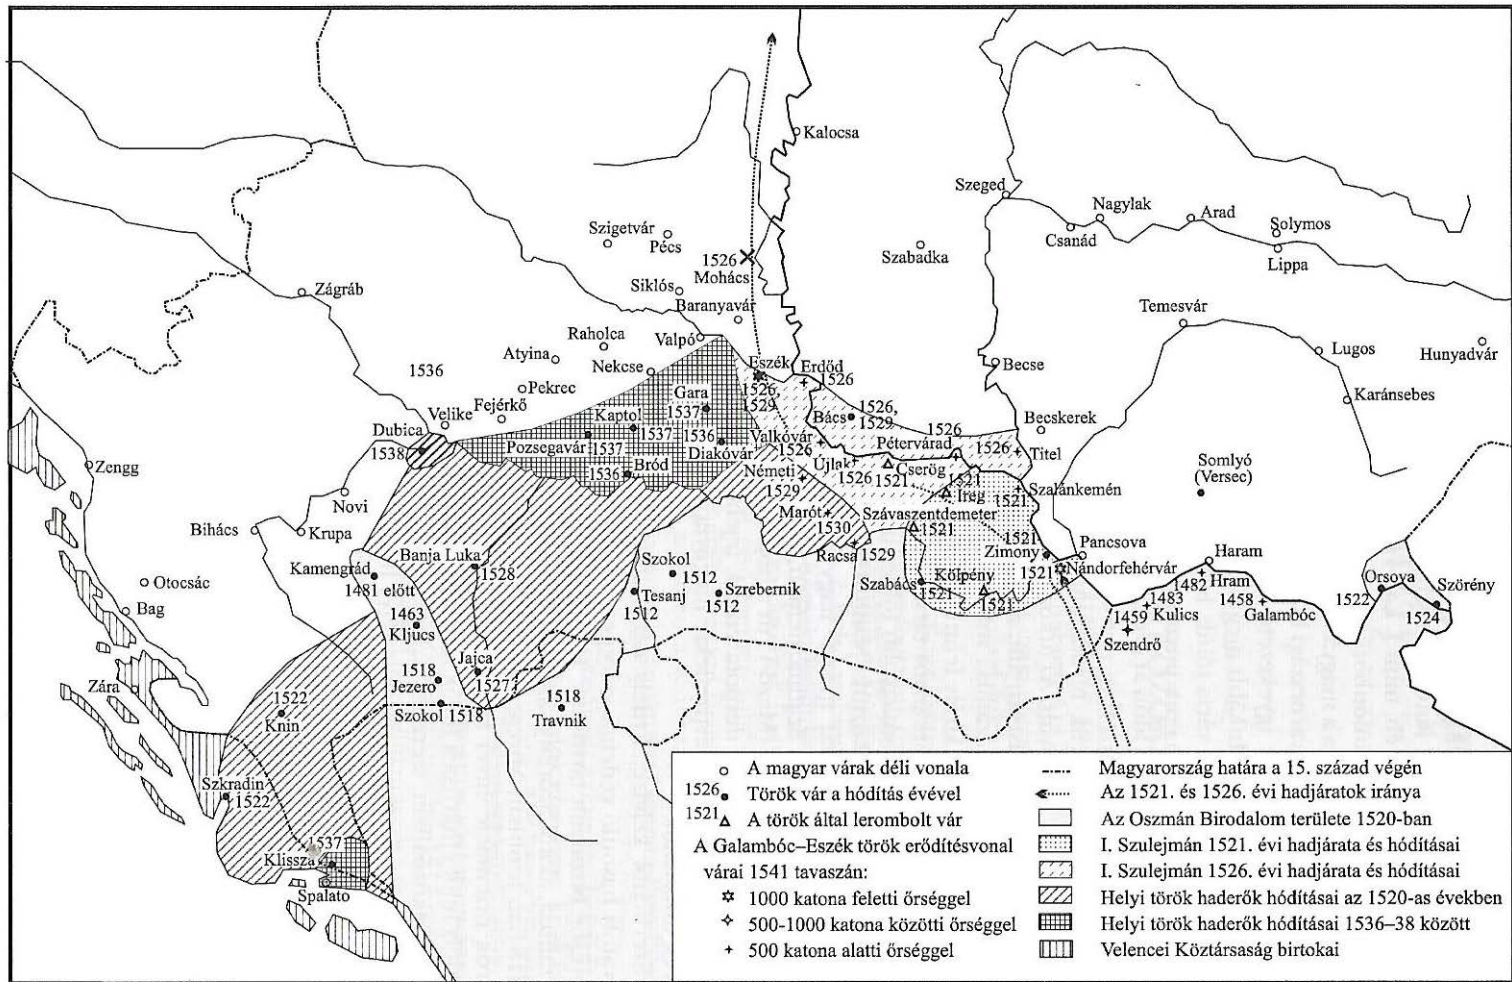 Kalocsa
Szeged
Nagylak
Arad
Csanád
Solymos
Lippa
Szigetvár
Pécs
1526
Mohács
Szabadka
Siklós
Baranyavár
Zágráb
Temesvár
Raholca
Valpó
Atyina
Nekcse
Eszék
Erdőd
1526
Becse
Lugos
Hunyadvár
1536
Pekrec
1526,
1529
Karánsebes
Gara
1537
Bács
1526,
1529
Velike
Fejérkő
Kaptol
1537
Becskerek
Dubica
1538
Pozsegavár
1537
1536
Diakóvár
Valkóvár
1526
Pétervárad
1526
1526
Titel
Zengg
Bród
1536
Németi
1529
Újlak
1526
Cserög
1521
1521
Ireg
Szalánkemén
1521
Somlyó
(Versec)
Novi
Marót
1530
Szávaszentdemeter
1521
Bihács
Krupa
Racsa
1529
1521
Zimony
Pancsova
Kamengrád
1481 előtt
Banja Luka
1528
Szokol
1512
Szabács
1521
Kölpény
1521
1521
Nándorfehérvár
Haram
1482
Hram
Otocsác
Bag
Tesanj
1512
Szrebernik
1512
1483
Kulics
1458
Galambóc
Orsova
1522
Szörény
1524
1463
Kljucs
1459
Szendrő
Zára
1518
Jezero
Jajca
1527
1522
Knin
Szokol
1518
1518
Travnik
Szkradin
1522
1537
Klissza
Spalato
A magyar várak déli vonala
1526 Török vár a hódítás évével
1521 A török által lerombolt vár
A Galambóc–Eszék török erődítésvonal
várai 1541 tavaszán:
1000 katona feletti őrséggel
500-1000 katona közötti őrséggel
500 katona alatti őrséggel
Magyarország határa a 15. század végén
Az 1521. és 1526. évi hadjáratok iránya
Az Oszmán Birodalom területe 1520-ban
I. Szulejmán 1521. évi hadjárata és hódításai
I. Szulejmán 1526. évi hadjárata és hódításai
Helyi török haderők hódításai az 1520-as években
Helyi török haderők hódításai 1536–38 között
Velencei Köztársaság birtokai